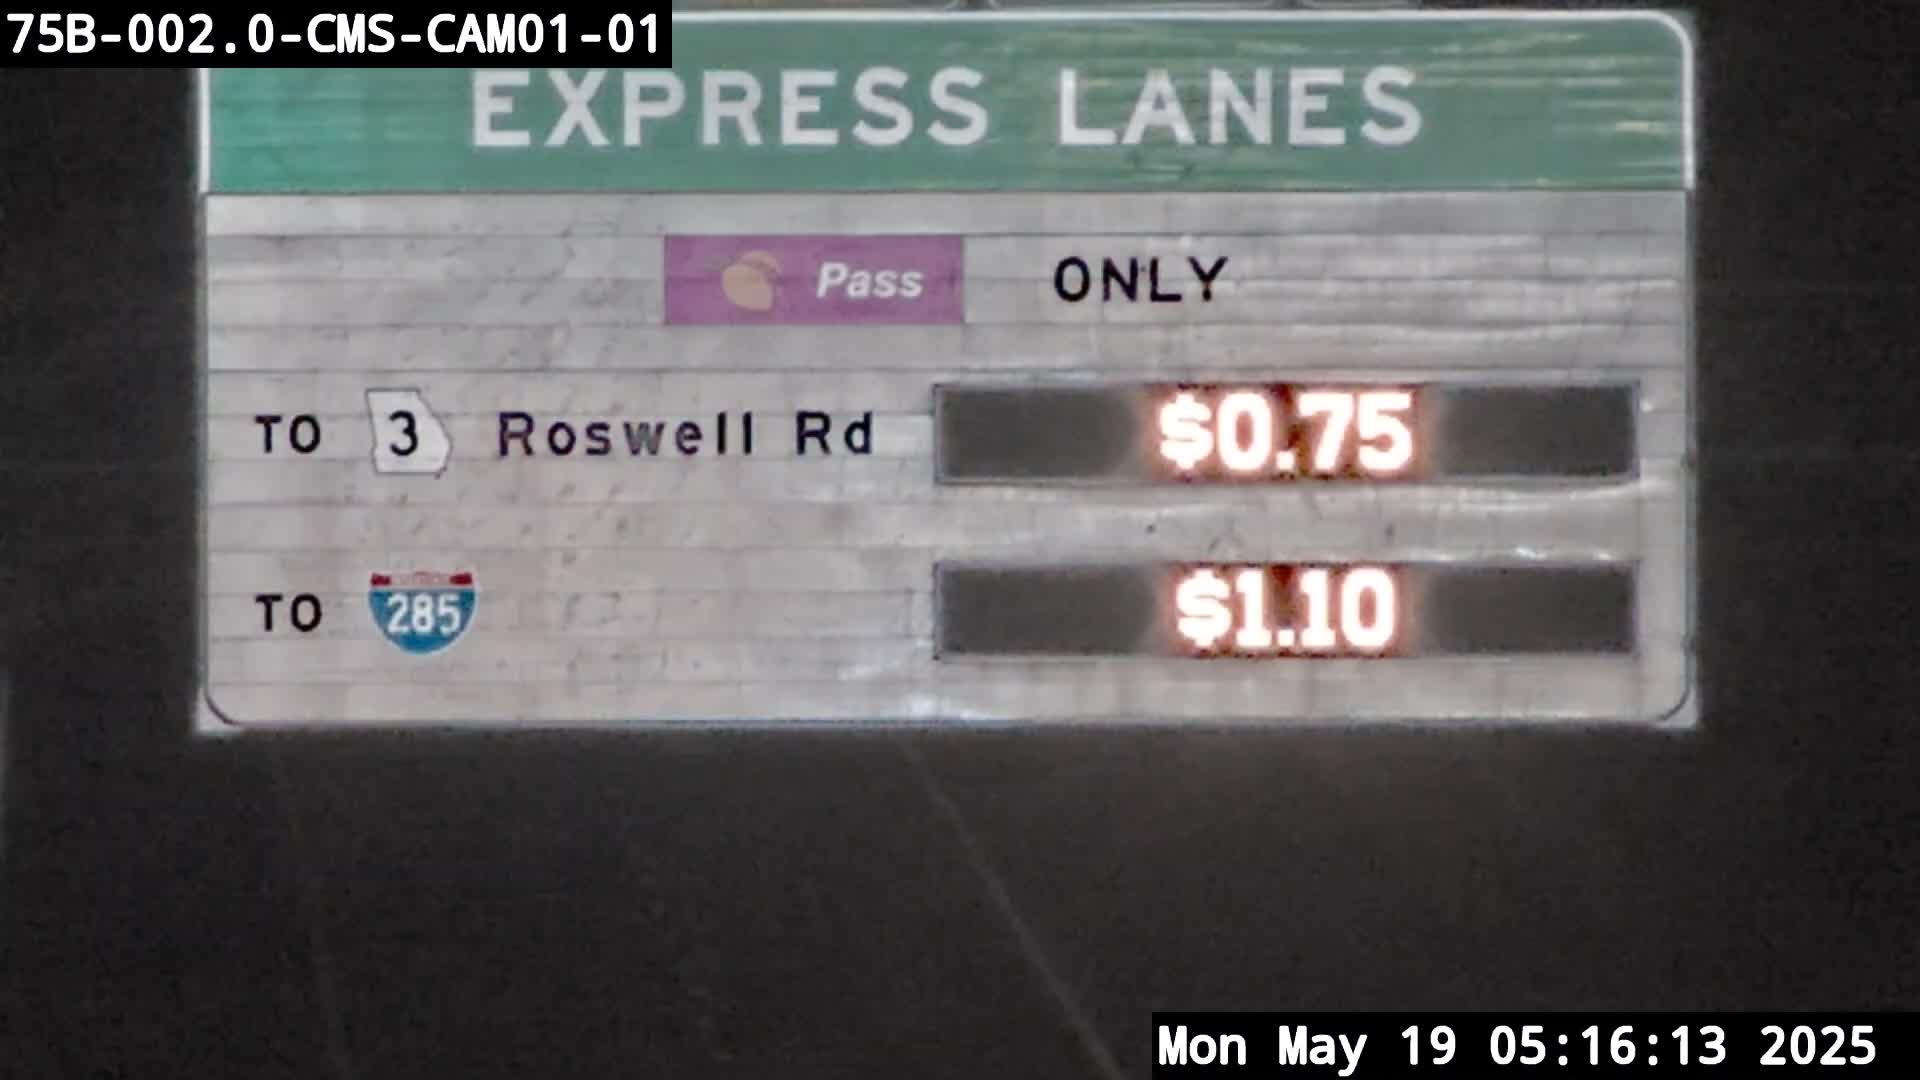 75B-002.0-CMS-CAM01-01
EXPRESS LANES
Pass ONLY
TO 3 Roswell Rd $0.75
TO 285 $1.10
Mon May 19 05:16:13 2025